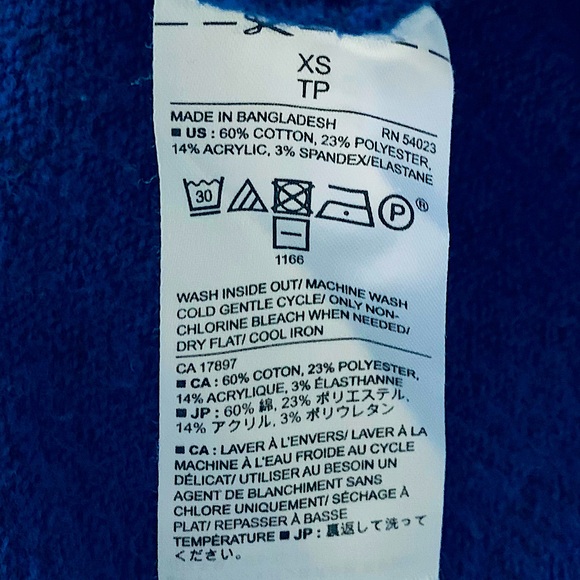 XS
TP
MADE IN BANGLADESH RN 54023
■ US : 60% COTTON, 23% POLYESTER,
14% ACRYLIC, 3% SPANDEX/ELASTANE
30 P ®
1166
WASH INSIDE OUT/ MACHINE WASH
COLD GENTLE CYCLE/ ONLY NON-
CHLORINE BLEACH WHEN NEEDED/
DRY FLAT/ COOL IRON
CA 17897
■ CA : 60% COTON, 23% POLYESTER,
14% ACRYLIQUE, 3% ÉLASTHANNE
■ JP : 60% 綿, 23% ポリエステル,
14% アクリル, 3% ポリウレタン
■ CA : LAVER À L'ENVERS/ LAVER À LA
MACHINE À L'EAU FROIDE AU CYCLE
DÉLICAT/ UTILISER AU BESOIN UN
AGENT DE BLANCHIMENT SANS
CHLORE UNIQUEMENT/ SÉCHAGE À
PLAT/ REPASSER À BASSE
TEMPÉRATURE ■ JP : 裏返して洗って
ください。